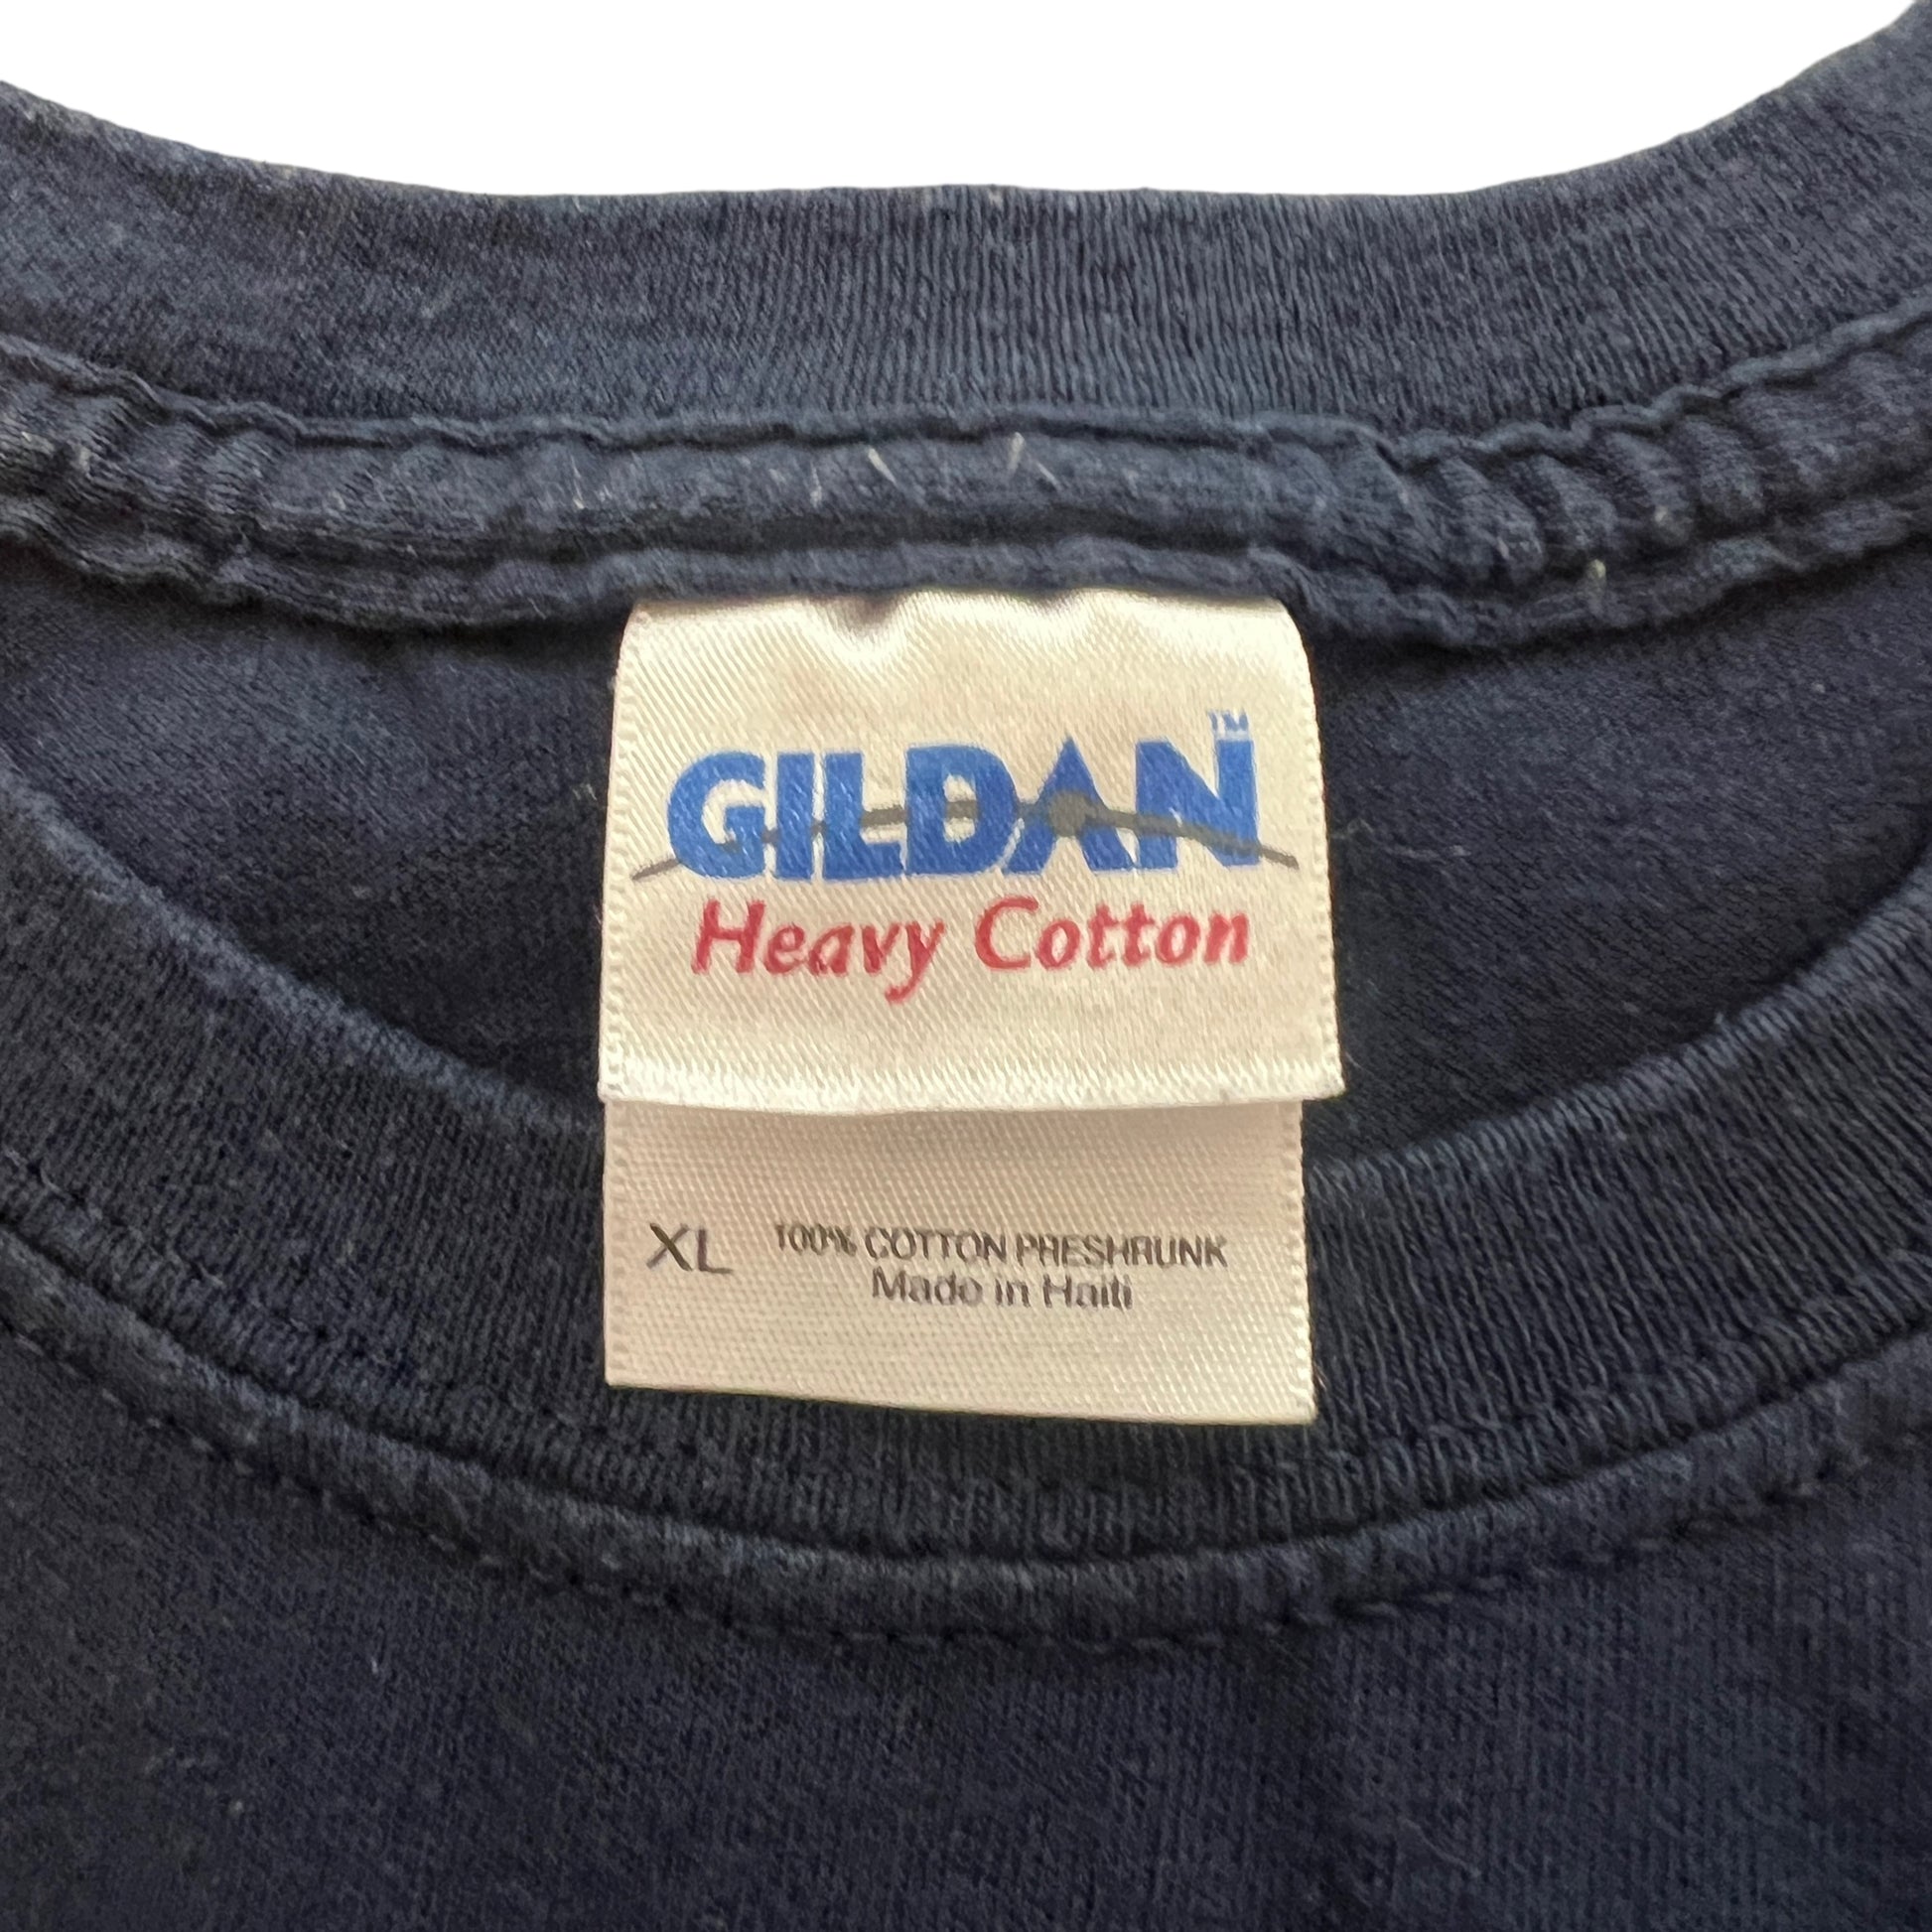 GILDAN™
Heavy Cotton
XL 100% COTTON PRESHRUNK
Made in Haiti